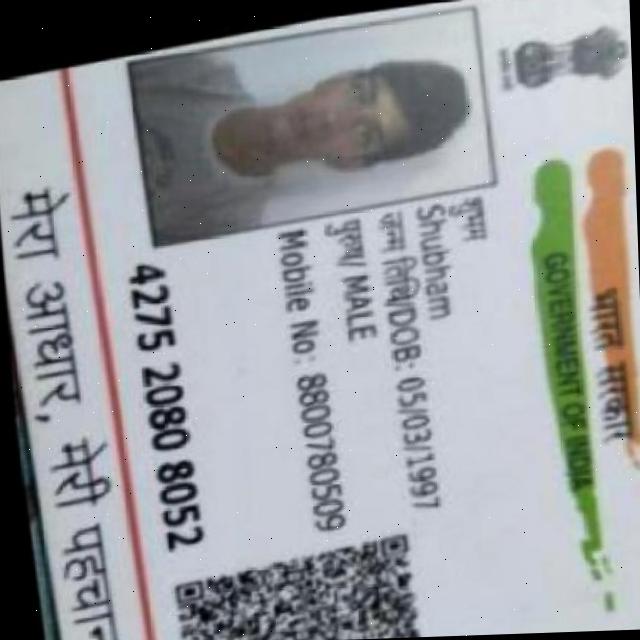 भारत सरकार
GOVERNMENT OF INDIA
शुभम
Shubham
जन्म तिथि/DOB: 05/03/1997
पुरुष/ MALE
Mobile No: 8800780509
4275 2080 8052
मेरा आधार, मेरी पहचान